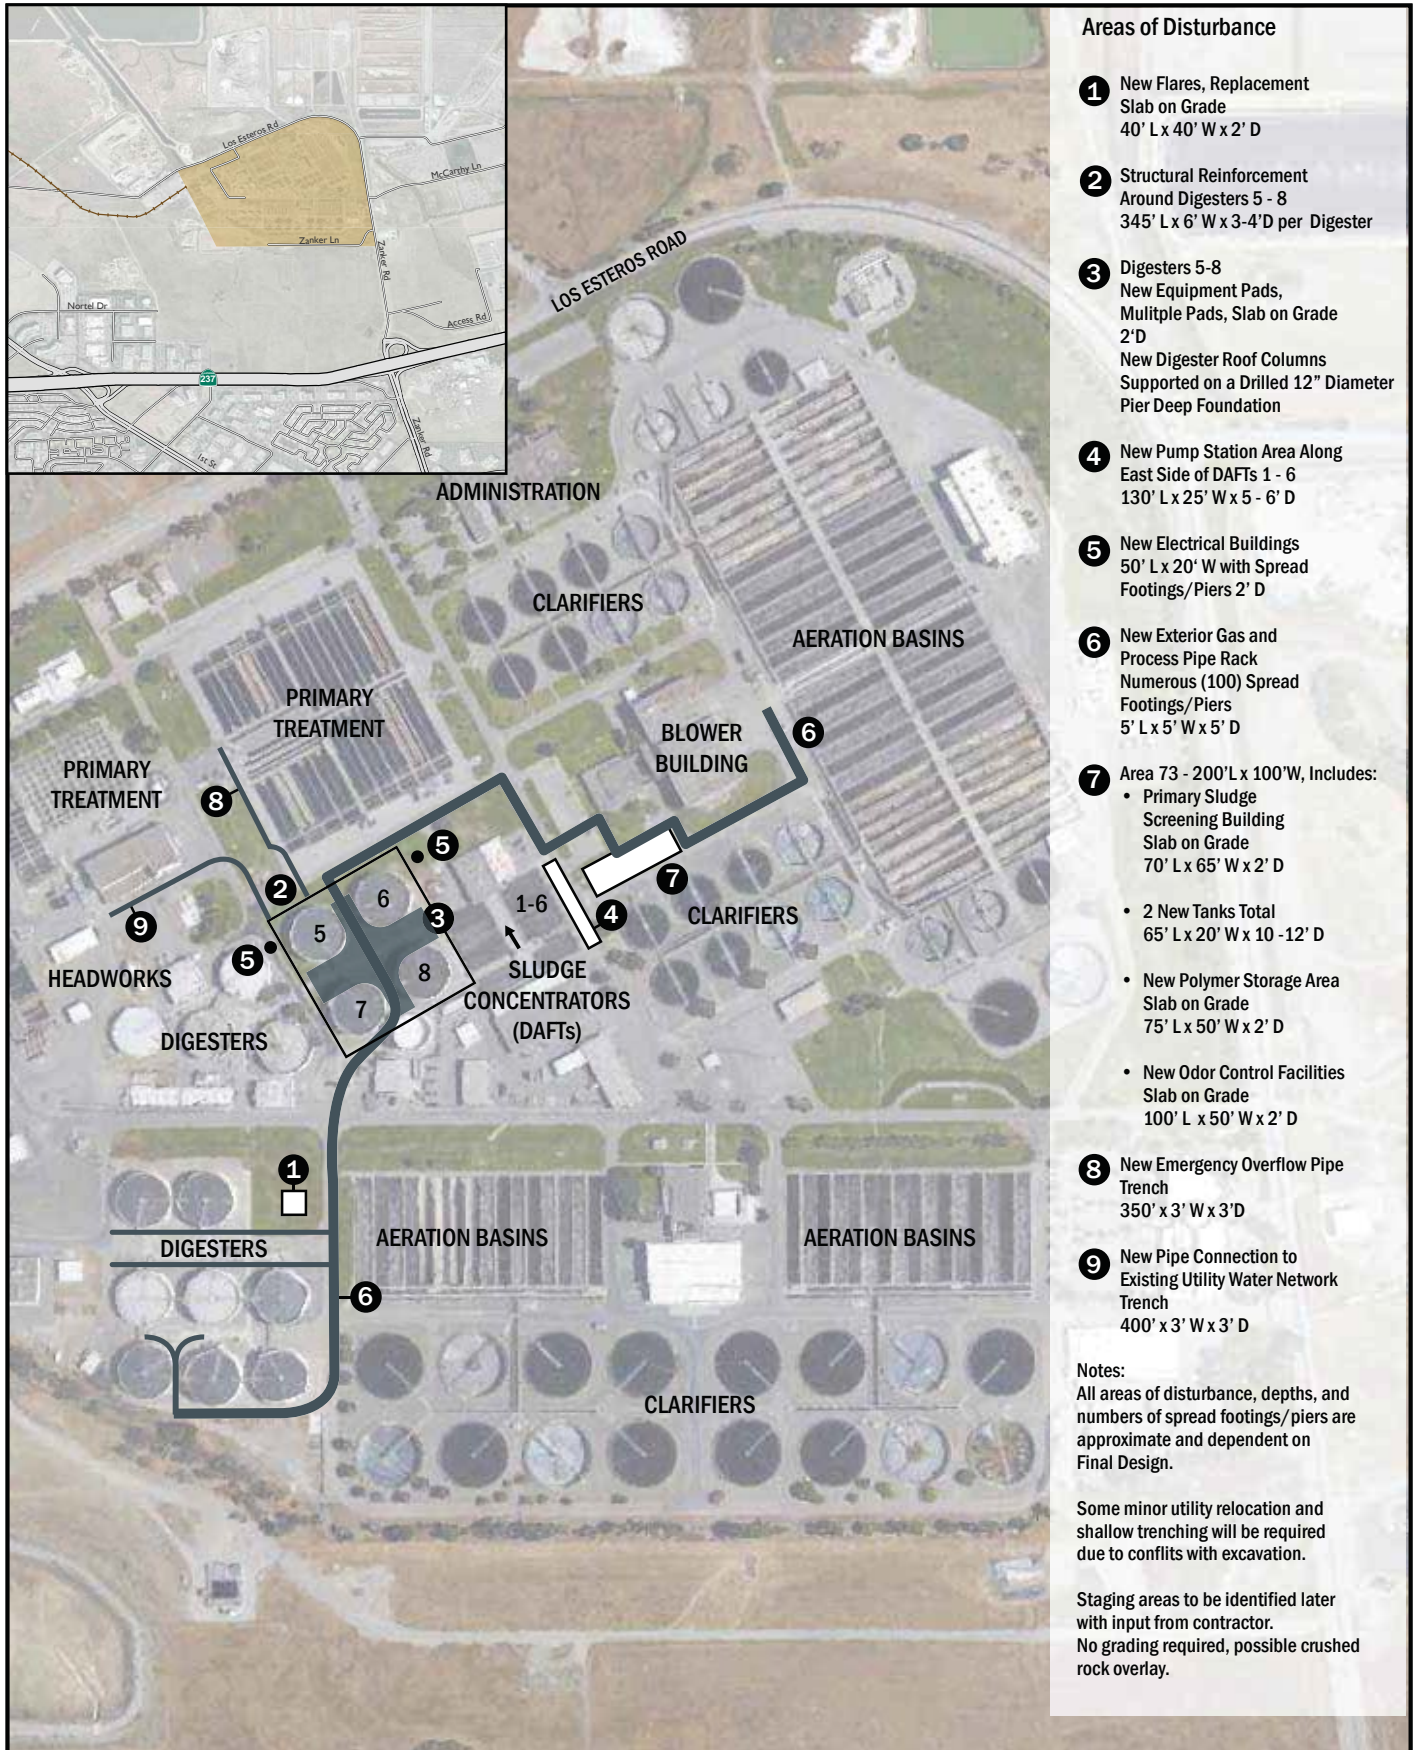 Los Esteros Rd
McCarthy Ln
Zanker Ln
Zanker Rd
Nortel Dr
Access Rd
237
1st St
Zanker Rd
LOS ESTEROS ROAD
ADMINISTRATION
CLARIFIERS
AERATION BASINS
PRIMARY
TREATMENT
BLOWER
BUILDING
6
PRIMARY
TREATMENT
8
5
2
6
7
9
5
3
1-6
4
CLARIFIERS
5
HEADWORKS
8
SLUDGE
CONCENTRATORS
(DAFTs)
7
DIGESTERS
1
DIGESTERS
AERATION BASINS
AERATION BASINS
6
CLARIFIERS
Areas of Disturbance
1 New Flares, Replacement
Slab on Grade
40' L x 40' W x 2' D
2 Structural Reinforcement
Around Digesters 5 - 8
345' L x 6' W x 3-4'D per Digester
3 Digesters 5-8
New Equipment Pads,
Mulitple Pads, Slab on Grade
2‘D
New Digester Roof Columns
Supported on a Drilled 12” Diameter
Pier Deep Foundation
4 New Pump Station Area Along
East Side of DAFTs 1 - 6
130' L x 25' W x 5 - 6' D
5 New Electrical Buildings
50' L x 20‘ W with Spread
Footings/Piers 2' D
6 New Exterior Gas and
Process Pipe Rack
Numerous (100) Spread
Footings/Piers
5' L x 5' W x 5' D
7 Area 73 - 200'L x 100'W, Includes:
• Primary Sludge
Screening Building
Slab on Grade
70' L x 65' W x 2' D
• 2 New Tanks Total
65' L x 20' W x 10 -12' D
• New Polymer Storage Area
Slab on Grade
75' L x 50' W x 2' D
• New Odor Control Facilities
Slab on Grade
100' L x 50' W x 2' D
8 New Emergency Overflow Pipe
Trench
350' x 3' W x 3'D
9 New Pipe Connection to
Existing Utility Water Network
Trench
400' x 3' W x 3' D
Notes:
All areas of disturbance, depths, and
numbers of spread footings/piers are
approximate and dependent on
Final Design.
Some minor utility relocation and
shallow trenching will be required
due to conflits with excavation.
Staging areas to be identified later
with input from contractor.
No grading required, possible crushed
rock overlay.